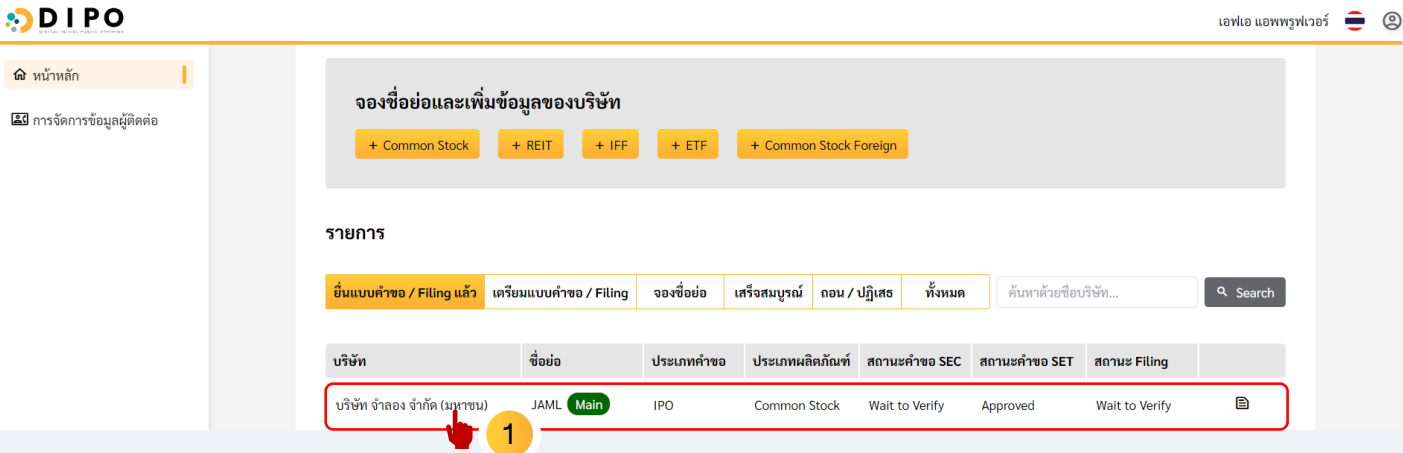 DIPO
DIGITAL INITIAL PUBLIC OFFERING
เอฟเอ แอพพรูฟเวอร์
หน้าหลัก
การจัดการข้อมูลผู้ติดต่อ
จองชื่อย่อและเพิ่มข้อมูลของบริษัท
+ Common Stock + REIT + IFF + ETF + Common Stock Foreign
รายการ
ยื่นแบบคำขอ / Filing แล้ว เตรียมแบบคำขอ / Filing จองชื่อย่อ เสร็จสมบูรณ์ ถอน / ปฏิเสธ ทั้งหมด ค้นหาด้วยชื่อบริษัท... Search
บริษัท ชื่อย่อ ประเภทคำขอ ประเภทผลิตภัณฑ์ สถานะคำขอ SEC สถานะคำขอ SET สถานะ Filing
บริษัท จำลอง จำกัด (มหาชน) JAML Main IPO Common Stock Wait to Verify Approved Wait to Verify
1